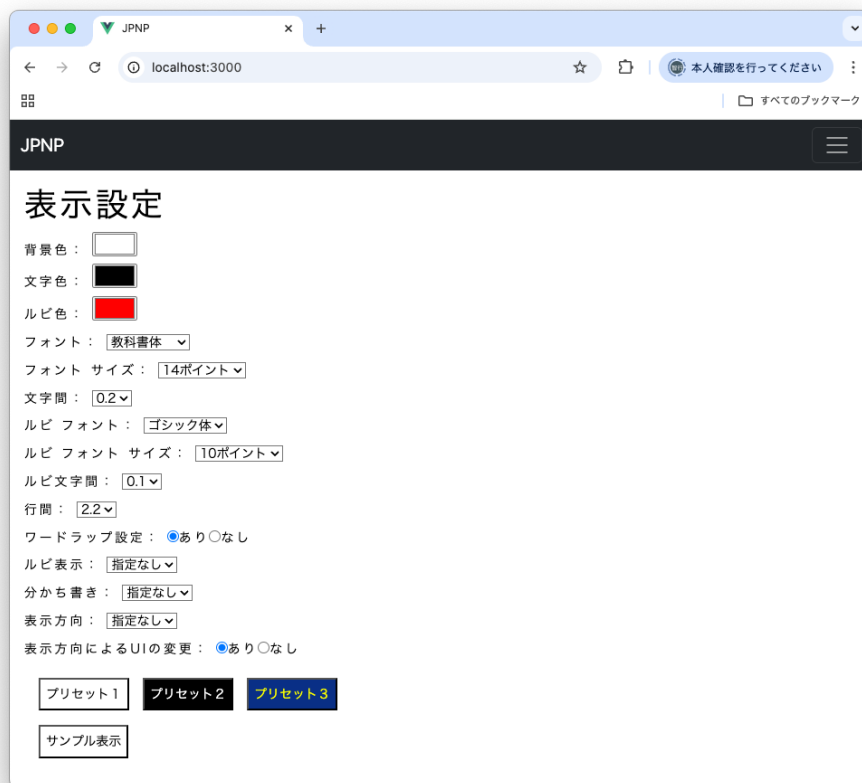 JPNP
localhost:3000
本人確認を行ってください
すべてのブックマーク
JPNP
表示設定
背景色：
文字色：
ルビ色：
フォント： 教科書体
フォント サイズ： 14ポイント
文字間： 0.2
ルビ フォント： ゴシック体
ルビ フォント サイズ： 10ポイント
ルビ文字間： 0.1
行間： 2.2
ワードラップ設定： ありなし
ルビ表示： 指定なし
分かち書き： 指定なし
表示方向： 指定なし
表示方向によるUIの変更： ありなし
プリセット１ プリセット２ プリセット３
サンプル表示